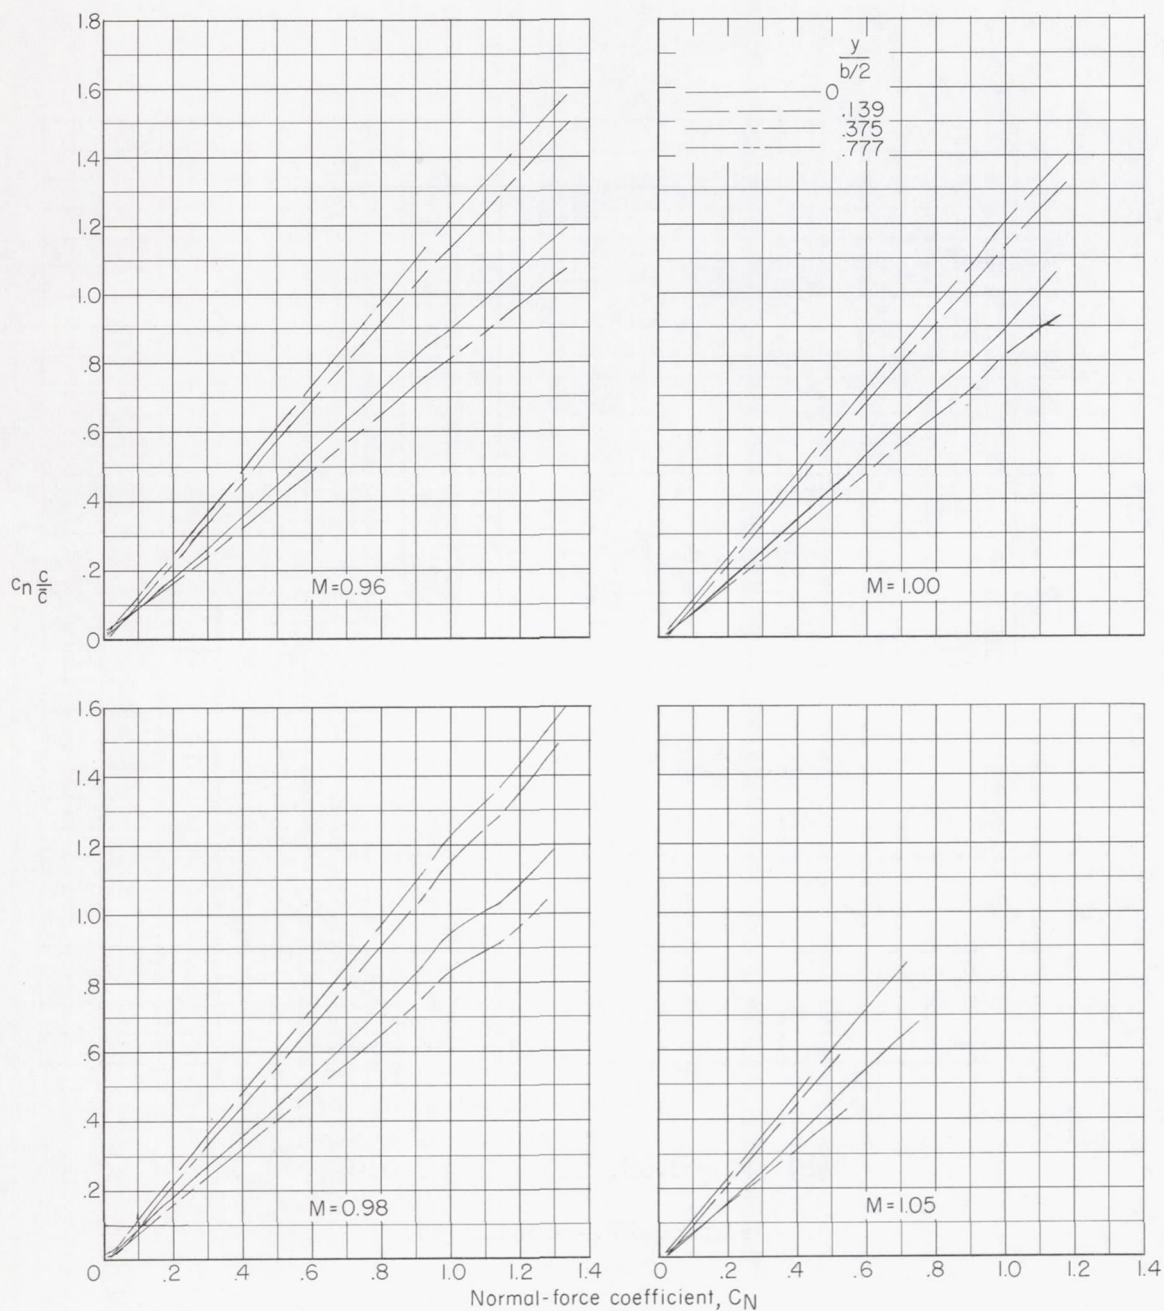 1.8
1.6
1.4
1.2
1.0
.8
.6
.4
.2
0
c_n c/c̄
M=0.96
y
b/2
0
.139
.375
.777
M=1.00
1.6
1.4
1.2
1.0
.8
.6
.4
.2
M=0.98
M=1.05
0 .2 .4 .6 .8 1.0 1.2 1.4
0 .2 .4 .6 .8 1.0 1.2 1.4
Normal-force coefficient, C_N